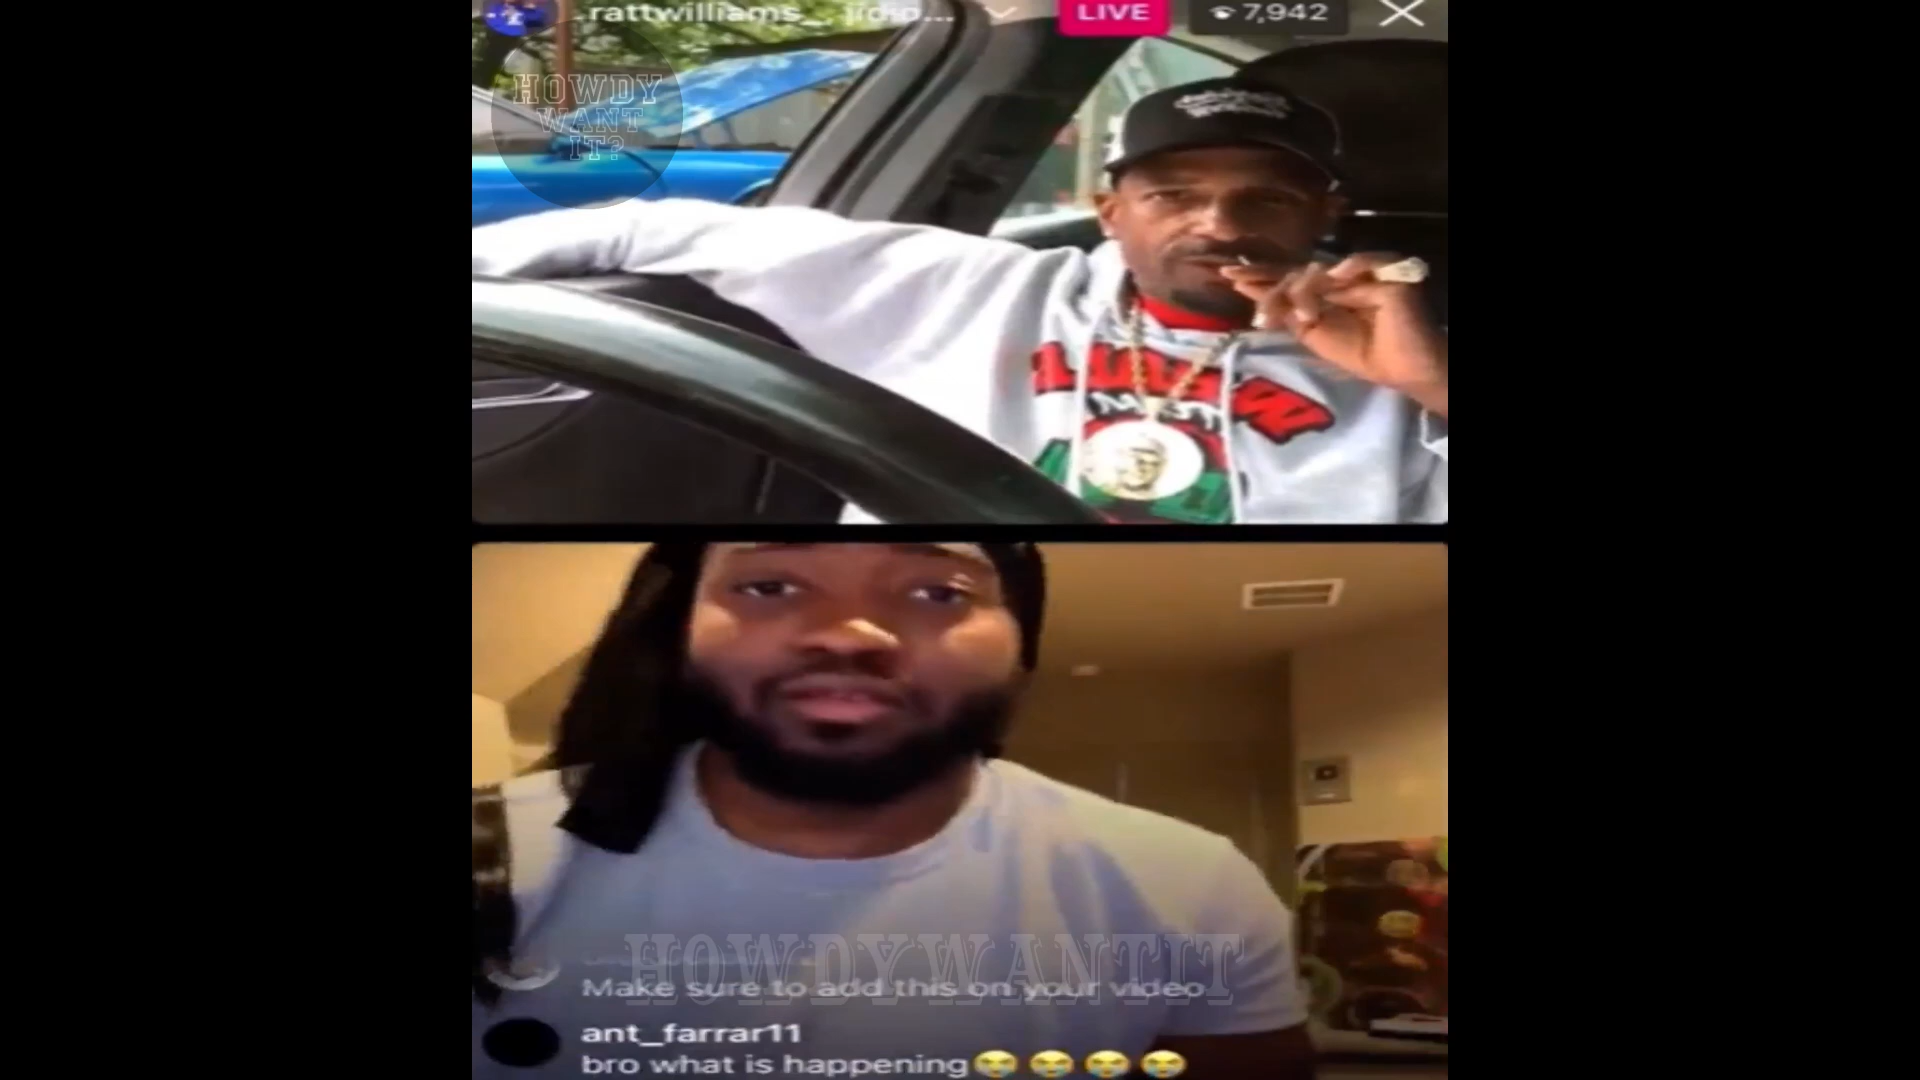 rattwilliams_, jidio...
LIVE
7,942
HOWDY
WANT
IT?
HOWDYWANTIT
Make sure to add this on your video
ant_farrar11
bro what is happening😭😭😭😭